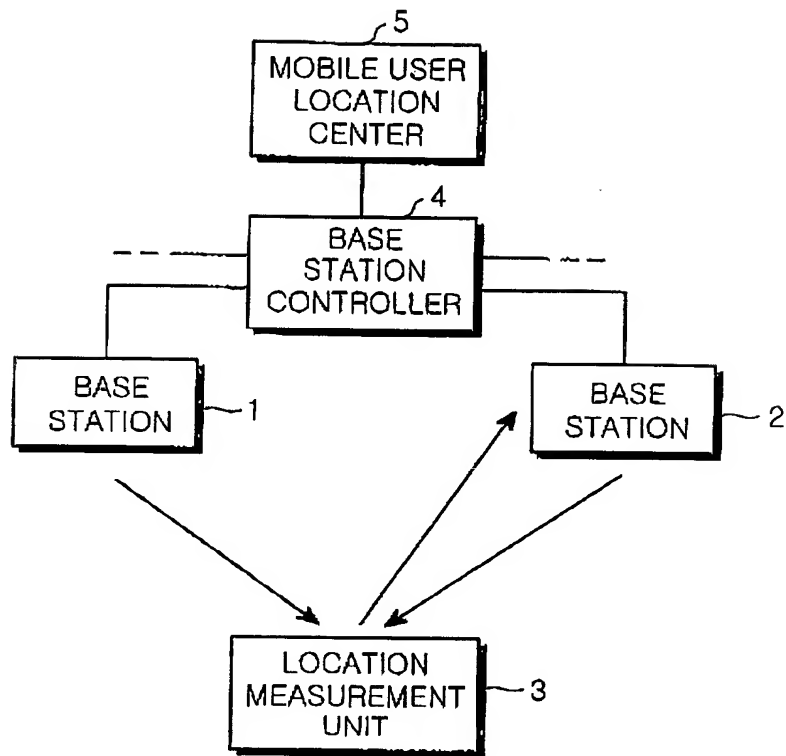 5
MOBILE USER
LOCATION
CENTER
4
BASE
STATION
CONTROLLER
BASE
STATION
1
BASE
STATION
2
LOCATION
MEASUREMENT
UNIT
3